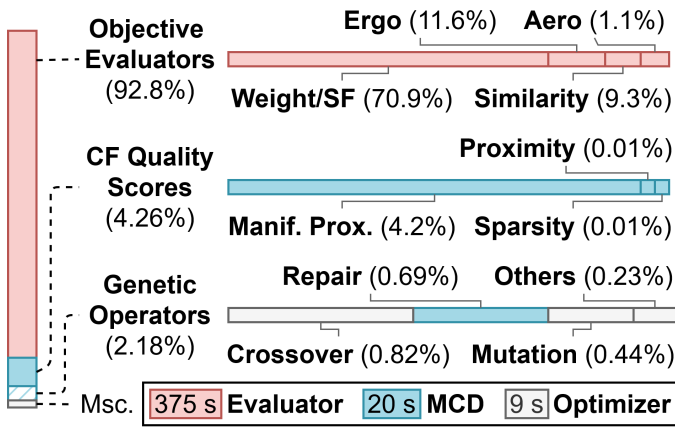 Objective
Evaluators
(92.8%)
Ergo (11.6%) Aero (1.1%)
Weight/SF (70.9%) Similarity (9.3%)
CF Quality
Scores
(4.26%)
Proximity (0.01%)
Manif. Prox. (4.2%) Sparsity (0.01%)
Genetic
Operators
(2.18%)
Repair (0.69%) Others (0.23%)
Crossover (0.82%) Mutation (0.44%)
Msc.
375 s Evaluator 20 s MCD 9 s Optimizer